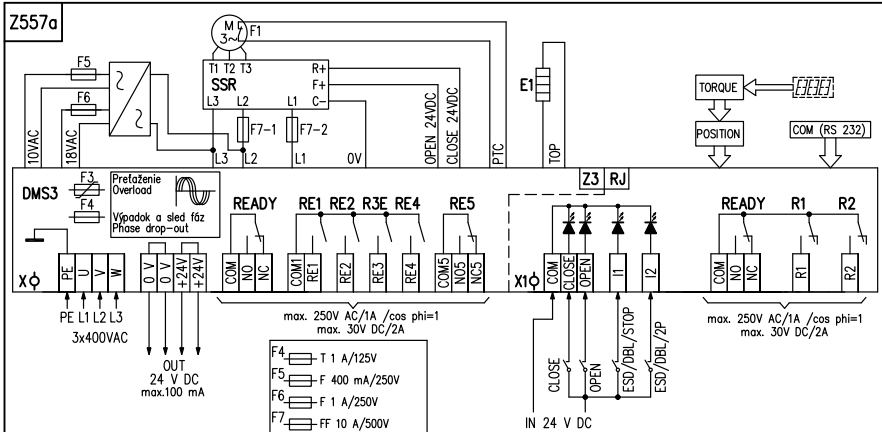 Z557a
M
3~
F1
F5
T1 T2 T3
R+
SSR
F+
E1
C-
TORQUE
F6
L3 L2 L1
F7-1
F7-2
POSITION
COM (RS 232)
10VAC
18VAC
L3 L2 L1 0V
OPEN 24VDC
CLOSE 24VDC
PTC
TOP
DMS3
F3
Preťaženie
Overload
F4
Výpadok a sled fáz
Phase drop-out
Z3 RJ
READY
RE1 RE2 R3E RE4
RE5
READY R1 R2
X
PE
U
V
W
0 V
0 V
+24V
+24V
COM
NO
NC
COM1
RE1
RE2
RE3
RE4
COM5
NO5
NC5
X1
COM
CLOSE
OPEN
I1
I2
COM
NO
NC
R1
R2
PE L1 L2 L3
3x400VAC
OUT
24 V DC
max.100 mA
max. 250V AC/1A /cos phi=1
max. 30V DC/2A
max. 250V AC/1A /cos phi=1
max. 30V DC/2A
F4 T 1 A/125V
F5 F 400 mA/250V
F6 F 1 A/250V
F7 FF 10 A/500V
CLOSE
OPEN
ESD/DBL/STOP
ESD/DBL/2P
IN 24 V DC